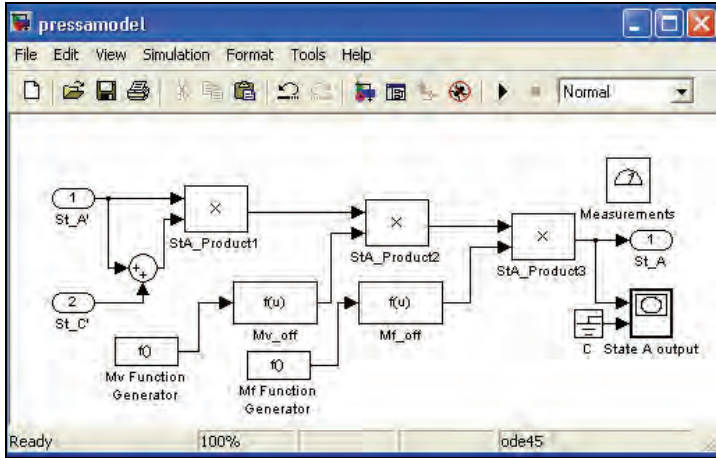 pressamodel
File Edit View Simulation Format Tools Help
Normal
1
St_A'
×
StA_Product1
×
StA_Product2
×
StA_Product3
Measurements
1
St_A
2
St_C'
f(u)
Mv_off
f(u)
Mf_off
f()
Mv Function
Generator
f()
Mf Function
Generator
C
State A output
Ready 100% ode45